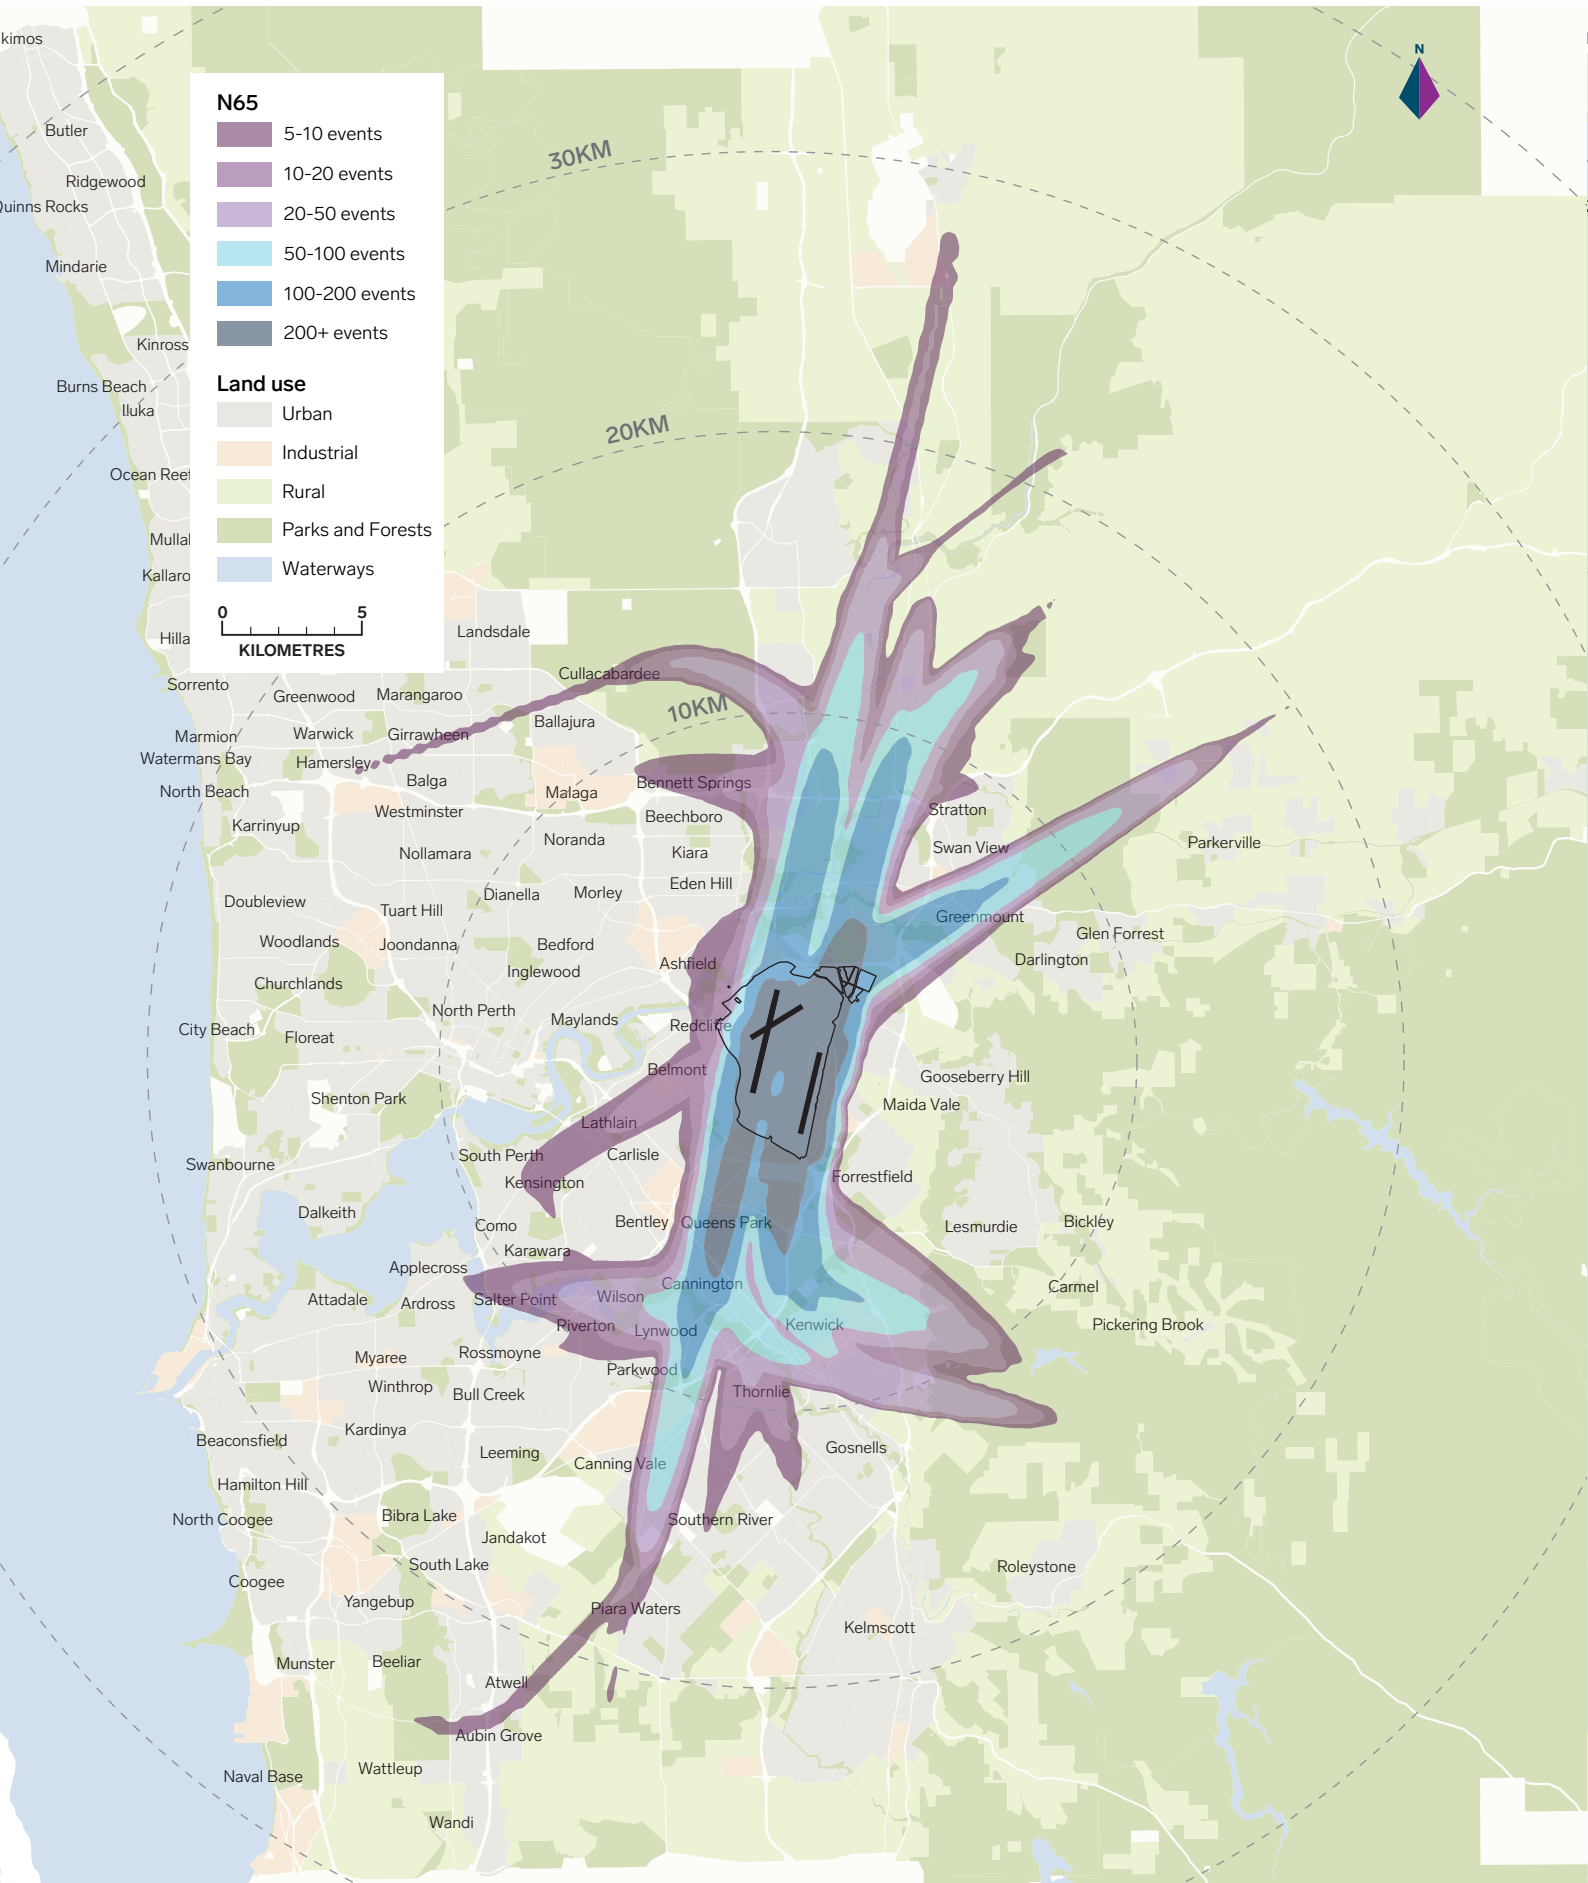 kimos
N
N65
5-10 events
10-20 events
20-50 events
50-100 events
100-200 events
200+ events
Land use
Urban
Industrial
Rural
Parks and Forests
Waterways
0 5
KILOMETRES
30KM
20KM
10KM
Butler
Ridgewood
Quinns Rocks
Mindarie
Kinross
Burns Beach
Iluka
Ocean Reef
Mullal
Kallaro
Hilla
Landsdale
Sorrento
Cullacabardee
Greenwood
Marangaroo
Ballajura
Marmion
Warwick
Girrawheen
Watermans Bay
Hamersley
North Beach
Balga
Malaga
Bennett Springs
Westminster
Beechboro
Stratton
Karrinyup
Nollamara
Noranda
Kiara
Swan View
Parkerville
Eden Hill
Doubleview
Dianella
Morley
Tuart Hill
Greenmount
Woodlands
Joondanna
Bedford
Glen Forrest
Ashfield
Darlington
Inglewood
Churchlands
North Perth
Maylands
Redcliffe
City Beach
Floreat
Belmont
Gooseberry Hill
Shenton Park
Maida Vale
Lathlain
South Perth
Carlisle
Swanbourne
Kensington
Forrestfield
Dalkeith
Como
Bentley
Queens Park
Lesmurdie
Bickley
Karawara
Applecross
Cannington
Carmel
Attadale
Ardross
Salter Point
Wilson
Riverton
Lynwood
Kenwick
Pickering Brook
Myaree
Rossmoyne
Parkwood
Winthrop
Bull Creek
Thornlie
Kardinya
Beaconsfield
Leeming
Gosnells
Canning Vale
Hamilton Hill
North Coogee
Bibra Lake
Southern River
Jandakot
South Lake
Roleystone
Coogee
Yangebup
Piara Waters
Kelmscott
Munster
Beeliar
Atwell
Aubin Grove
Naval Base
Wattleup
Wandi